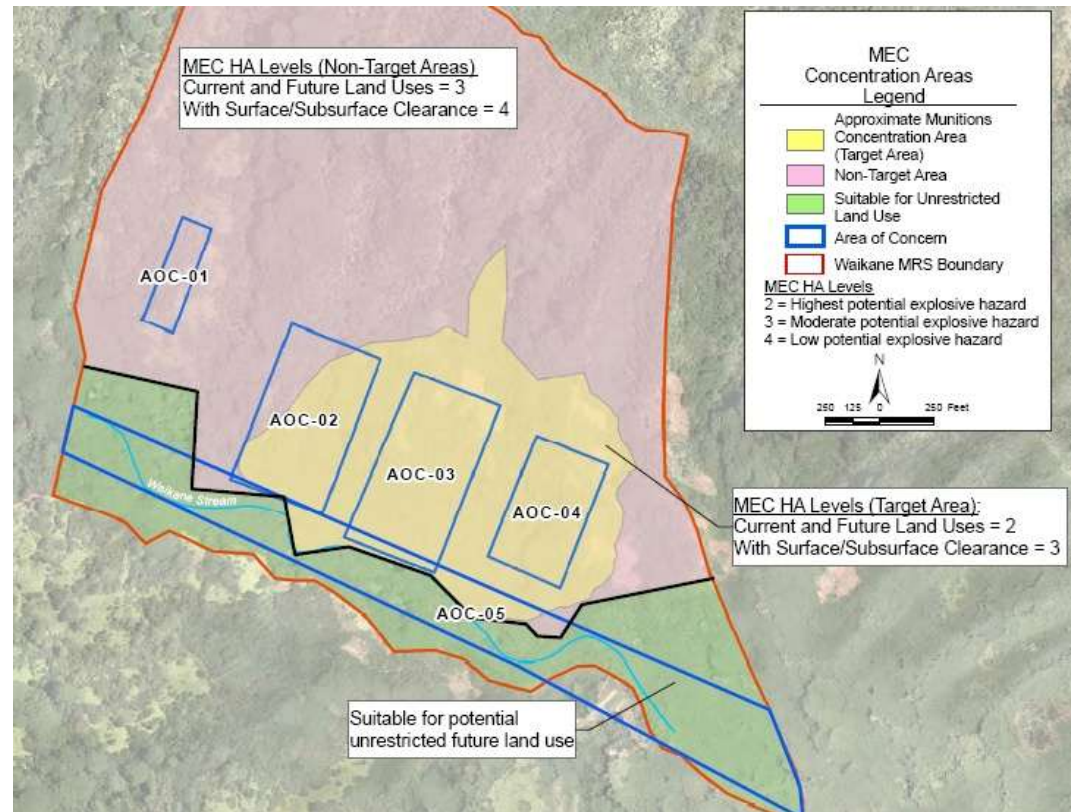 MEC HA Levels (Non-Target Areas)
Current and Future Land Uses = 3
With Surface/Subsurface Clearance = 4
MEC
Concentration Areas
Legend
Approximate Munitions
Concentration Area
(Target Area)
Non-Target Area
Suitable for Unrestricted
Land Use
Area of Concern
Waikane MRS Boundary
MEC HA Levels
2 = Highest potential explosive hazard
3 = Moderate potential explosive hazard
4 = Low potential explosive hazard
N
250 125 0 250 Feet
AOC-01
AOC-02
AOC-03
AOC-04
Waikane Stream
MEC HA Levels (Target Area):
Current and Future Land Uses = 2
With Surface/Subsurface Clearance = 3
AOC-05
Suitable for potential
unrestricted future land use